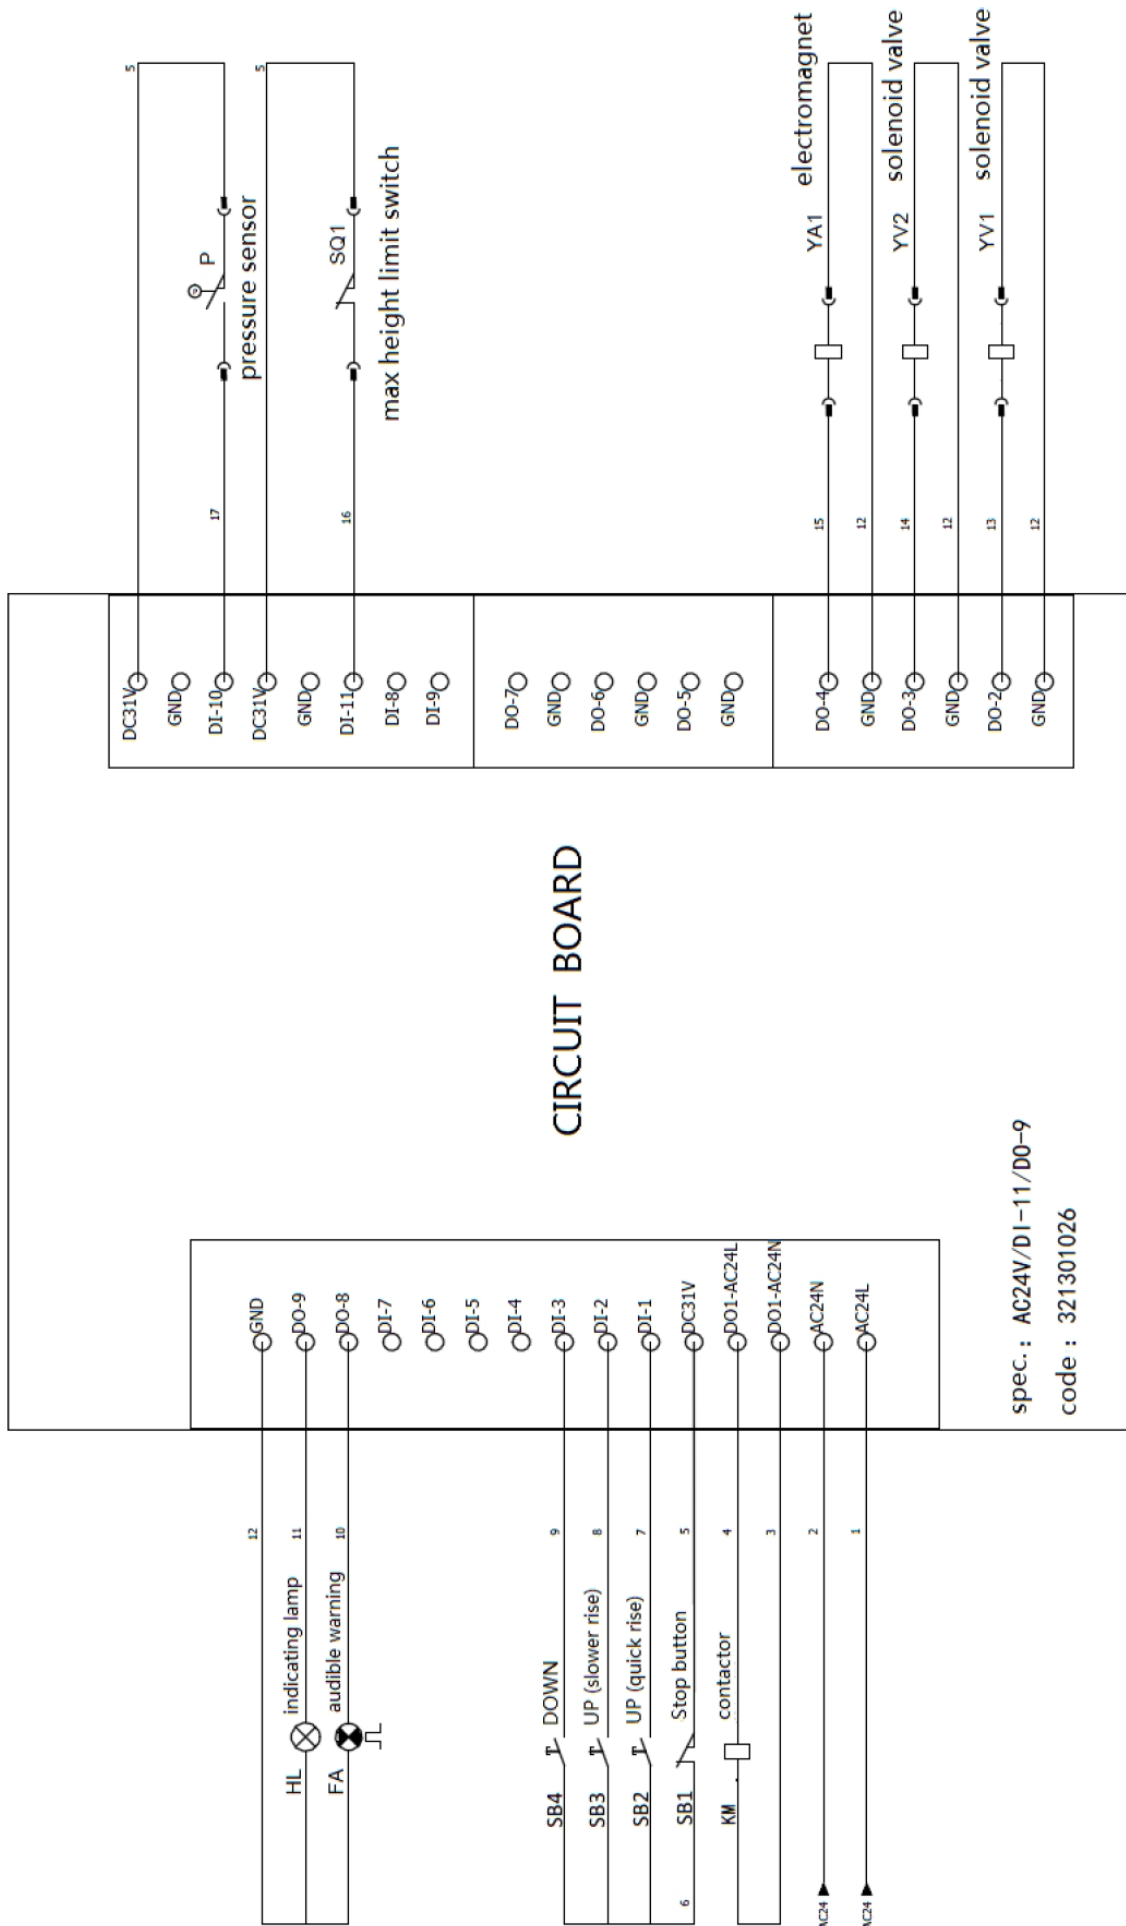 12 GND
HL indicating lamp 11 DO-9
FA audible warning 10 DO-8
DI-7
DI-6
DI-5
DI-4
SB4 DOWN 9 DI-3
SB3 UP (slower rise) 8 DI-2
SB2 UP (quick rise) 7 DI-1
6 SB1 Stop button 5 DC31V
KM contactor 4 DO1-AC24L
3 DO1-AC24N
AC24 2 AC24N
AC24 1 AC24L
CIRCUIT BOARD
spec.: AC24V/DI-11/DO-9
code : 321301026
DC31V 5
GND
DI-10 17 P
pressure sensor
DC31V 5
GND
DI-11 16 SQ1
max height limit switch
DI-8
DI-9
DO-7
GND
DO-6
GND
DO-5
GND
DO-4 15 YA1 electromagnet
GND 12
DO-3 14 YV2 solenoid valve
GND 12
DO-2 13 YV1 solenoid valve
GND 12